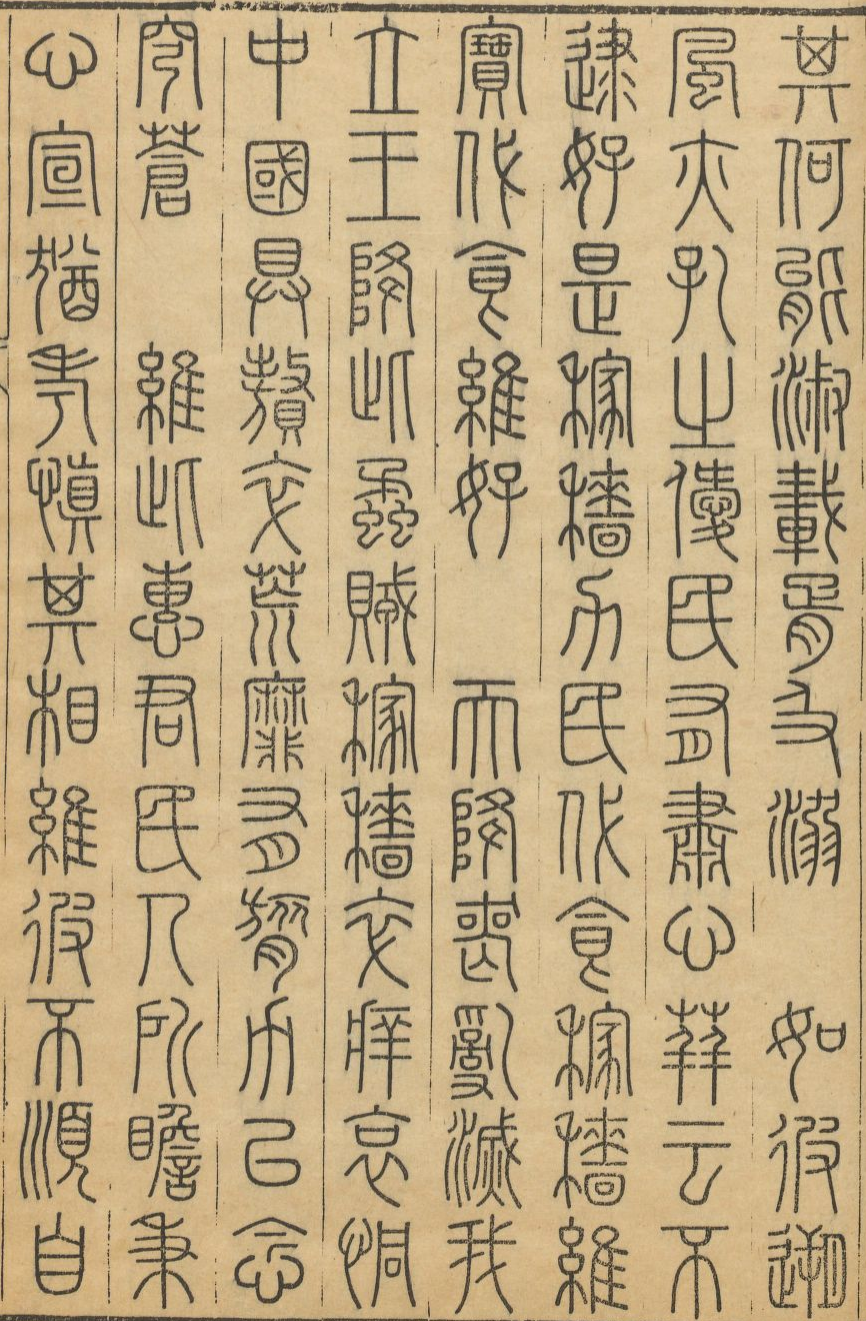 其何能淑載胥及溺　如彼遡
風亦孔之僾民有肅心荓云不
逮好是稼穡力民代食稼穡維
寶代食維好　天降喪亂滅我
立王降此蟊賊稼穡卒痒哀恫
中國具贅卒荒靡有膂力以念
穹蒼　維此惠君民人所瞻秉
心宣猶考慎其相維彼不順自